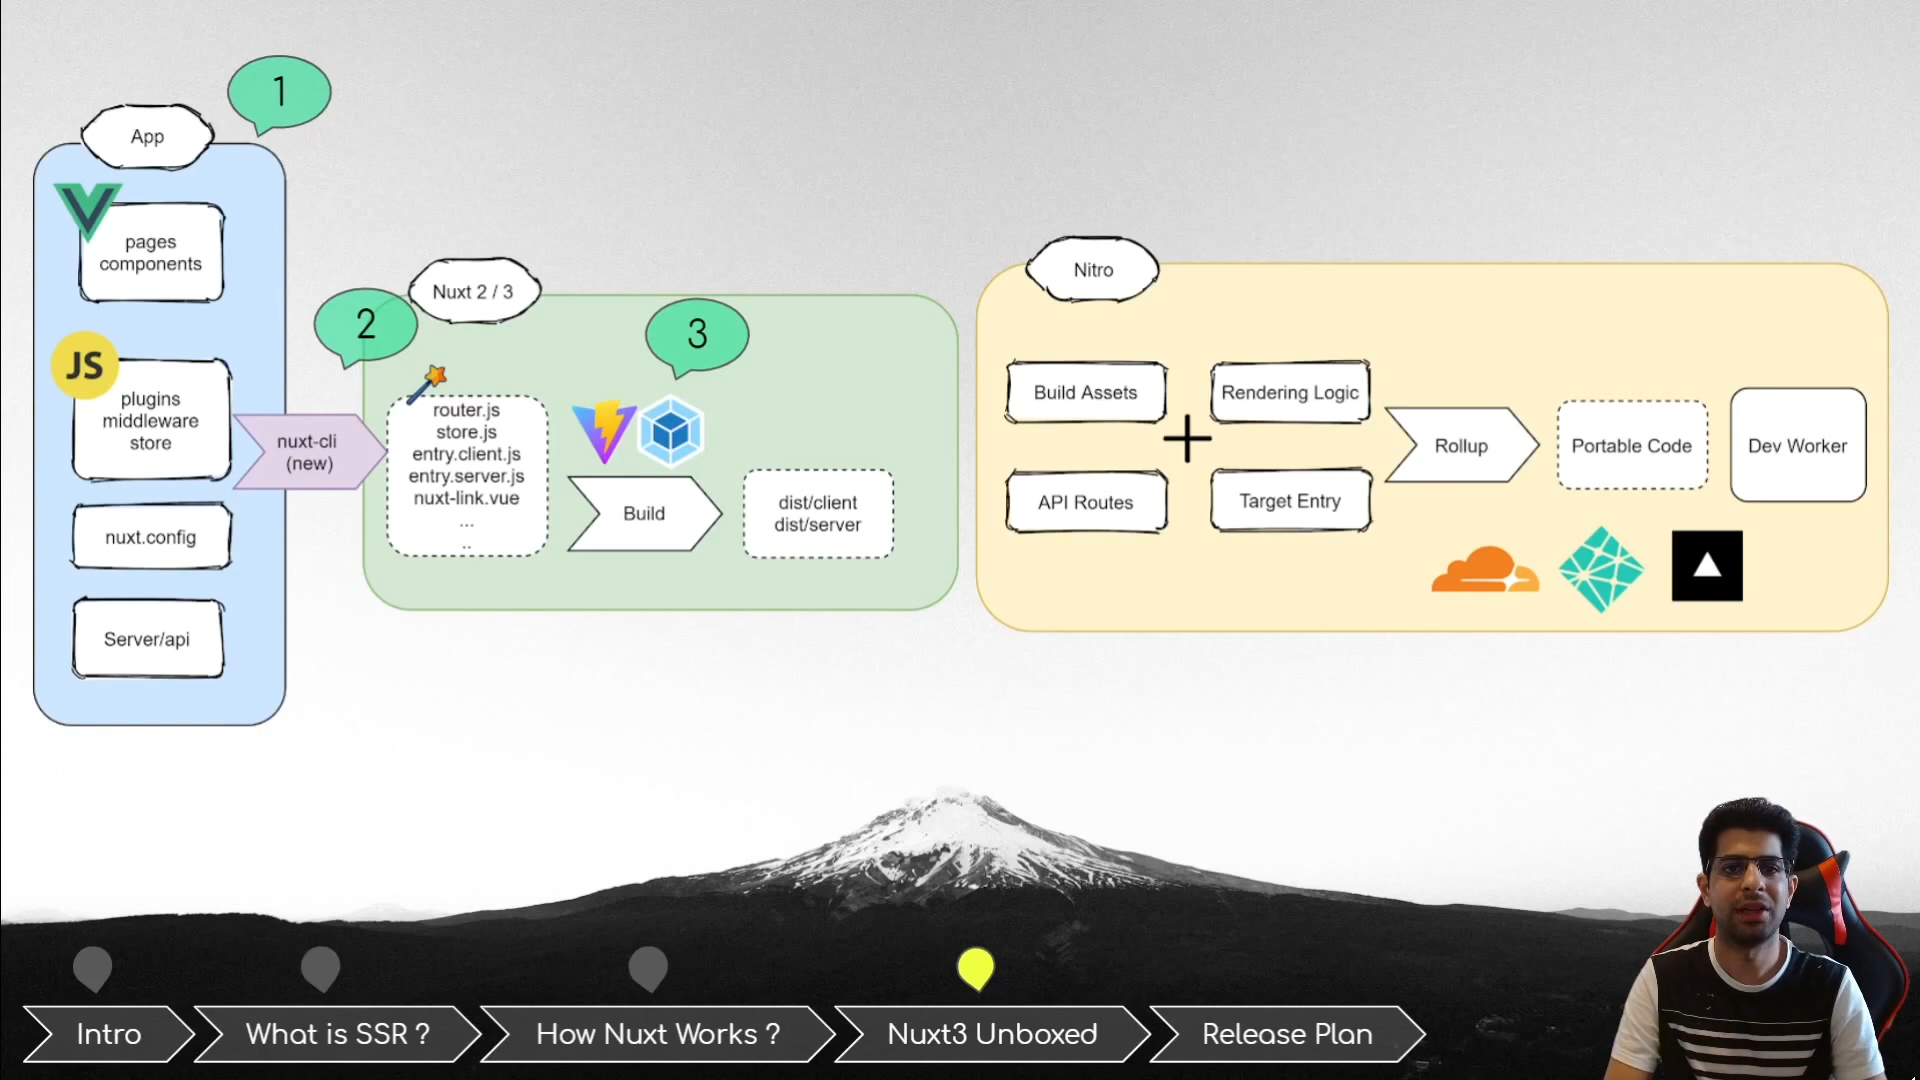 1
App
pages
components
JS
plugins
middleware
store
nuxt.config
Server/api
nuxt-cli
(new)
2
Nuxt 2 / 3
3
router.js
store.js
entry.client.js
entry.server.js
nuxt-link.vue
...
..
Build
dist/client
dist/server
Nitro
Build Assets
Rendering Logic
+
API Routes
Target Entry
Rollup
Portable Code
Dev Worker
Intro
What is SSR ?
How Nuxt Works ?
Nuxt3 Unboxed
Release Plan